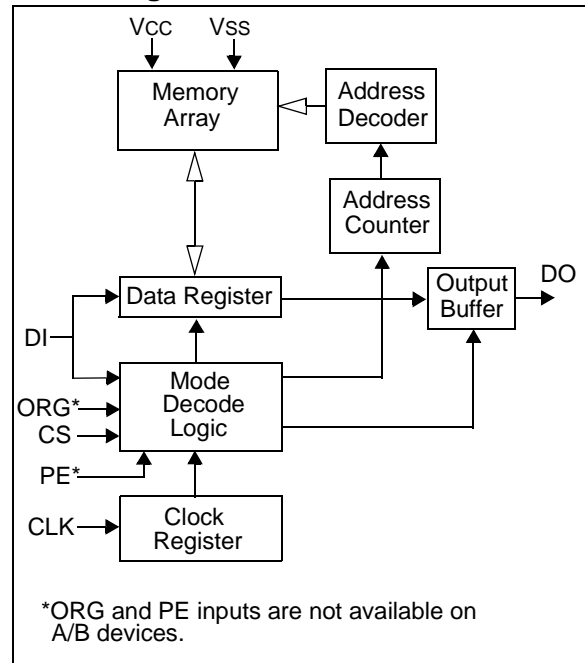 VCC
VSS
Memory
Array
Address
Decoder
Address
Counter
Data Register
Output
Buffer
DO
DI
Mode
Decode
Logic
ORG*
CS
PE*
CLK
Clock
Register
*ORG and PE inputs are not available on
A/B devices.